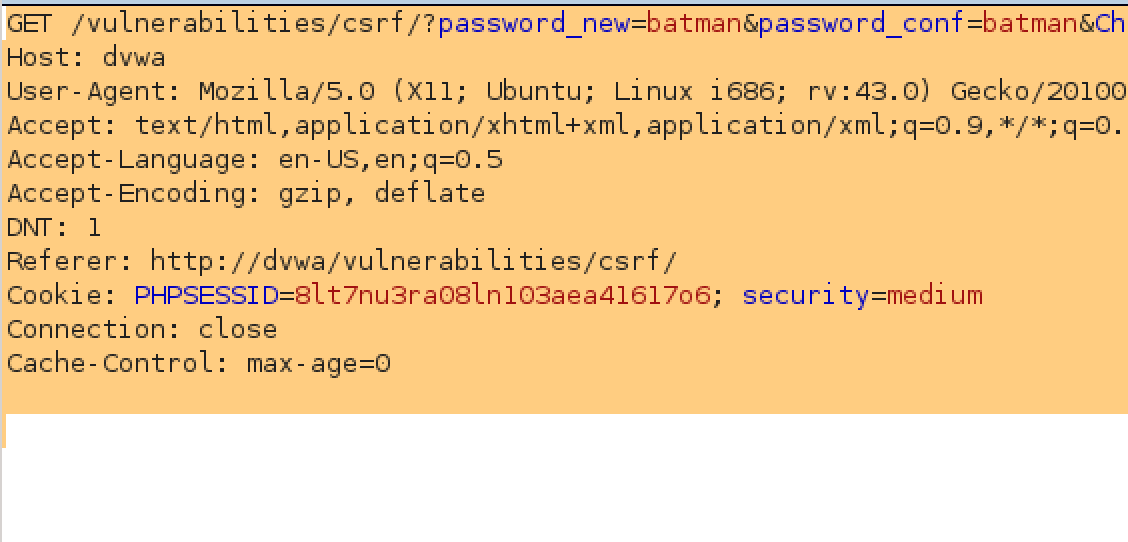 GET /vulnerabilities/csrf/?password_new=batman&password_conf=batman&Ch
Host: dvwa
User-Agent: Mozilla/5.0 (X11; Ubuntu; Linux i686; rv:43.0) Gecko/20100
Accept: text/html,application/xhtml+xml,application/xml;q=0.9,*/*;q=0.
Accept-Language: en-US,en;q=0.5
Accept-Encoding: gzip, deflate
DNT: 1
Referer: http://dvwa/vulnerabilities/csrf/
Cookie: PHPSESSID=8lt7nu3ra08ln103aea41617o6; security=medium
Connection: close
Cache-Control: max-age=0